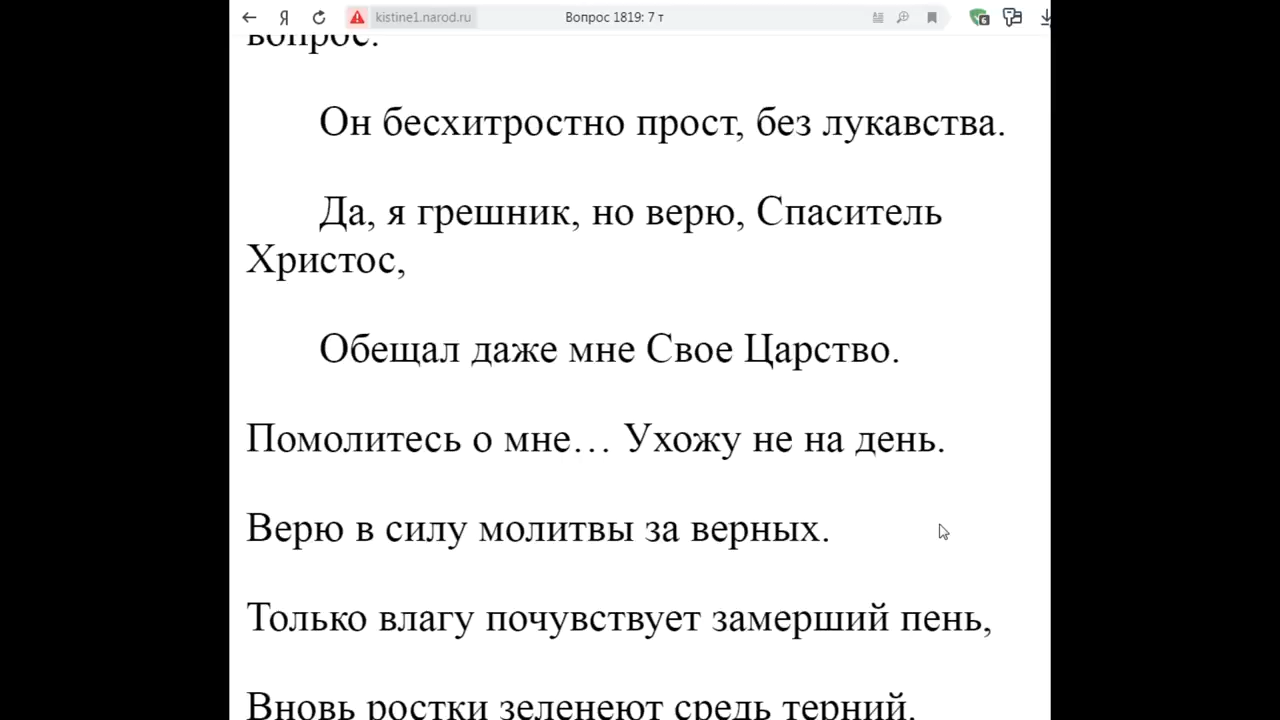 kistine1.narod.ru
Вопрос 1819: 7 т
6
вопрос.
Он бесхитростно прост, без лукавства.
Да, я грешник, но верю, Спаситель
Христос,
Обещал даже мне Свое Царство.
Помолитесь о мне… Ухожу не на день.
Верю в силу молитвы за верных.
Только влагу почувствует замерший пень,
Вновь ростки зеленеют средь терний.